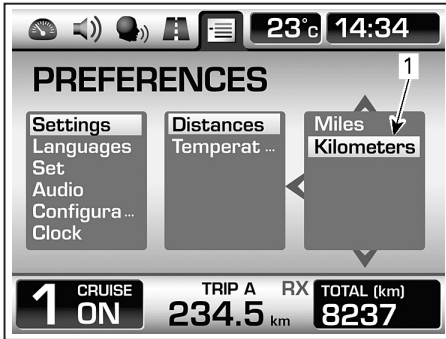 23°c 14:34
PREFERENCES
1
Settings
Languages
Set
Audio
Configura...
Clock
Distances
Temperat...
Miles
Kilometers
1 CRUISE ON
TRIP A
234.5 km
RX
TOTAL (km)
8237